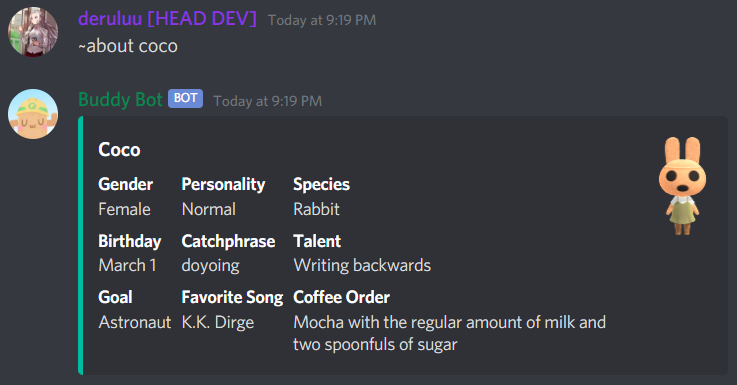 deruluu [HEAD DEV] Today at 9:19 PM
~about coco
Buddy Bot BOT Today at 9:19 PM
Coco
Gender Personality Species
Female Normal Rabbit
Birthday Catchphrase Talent
March 1 doyoing Writing backwards
Goal Favorite Song Coffee Order
Astronaut K.K. Dirge Mocha with the regular amount of milk and
two spoonfuls of sugar